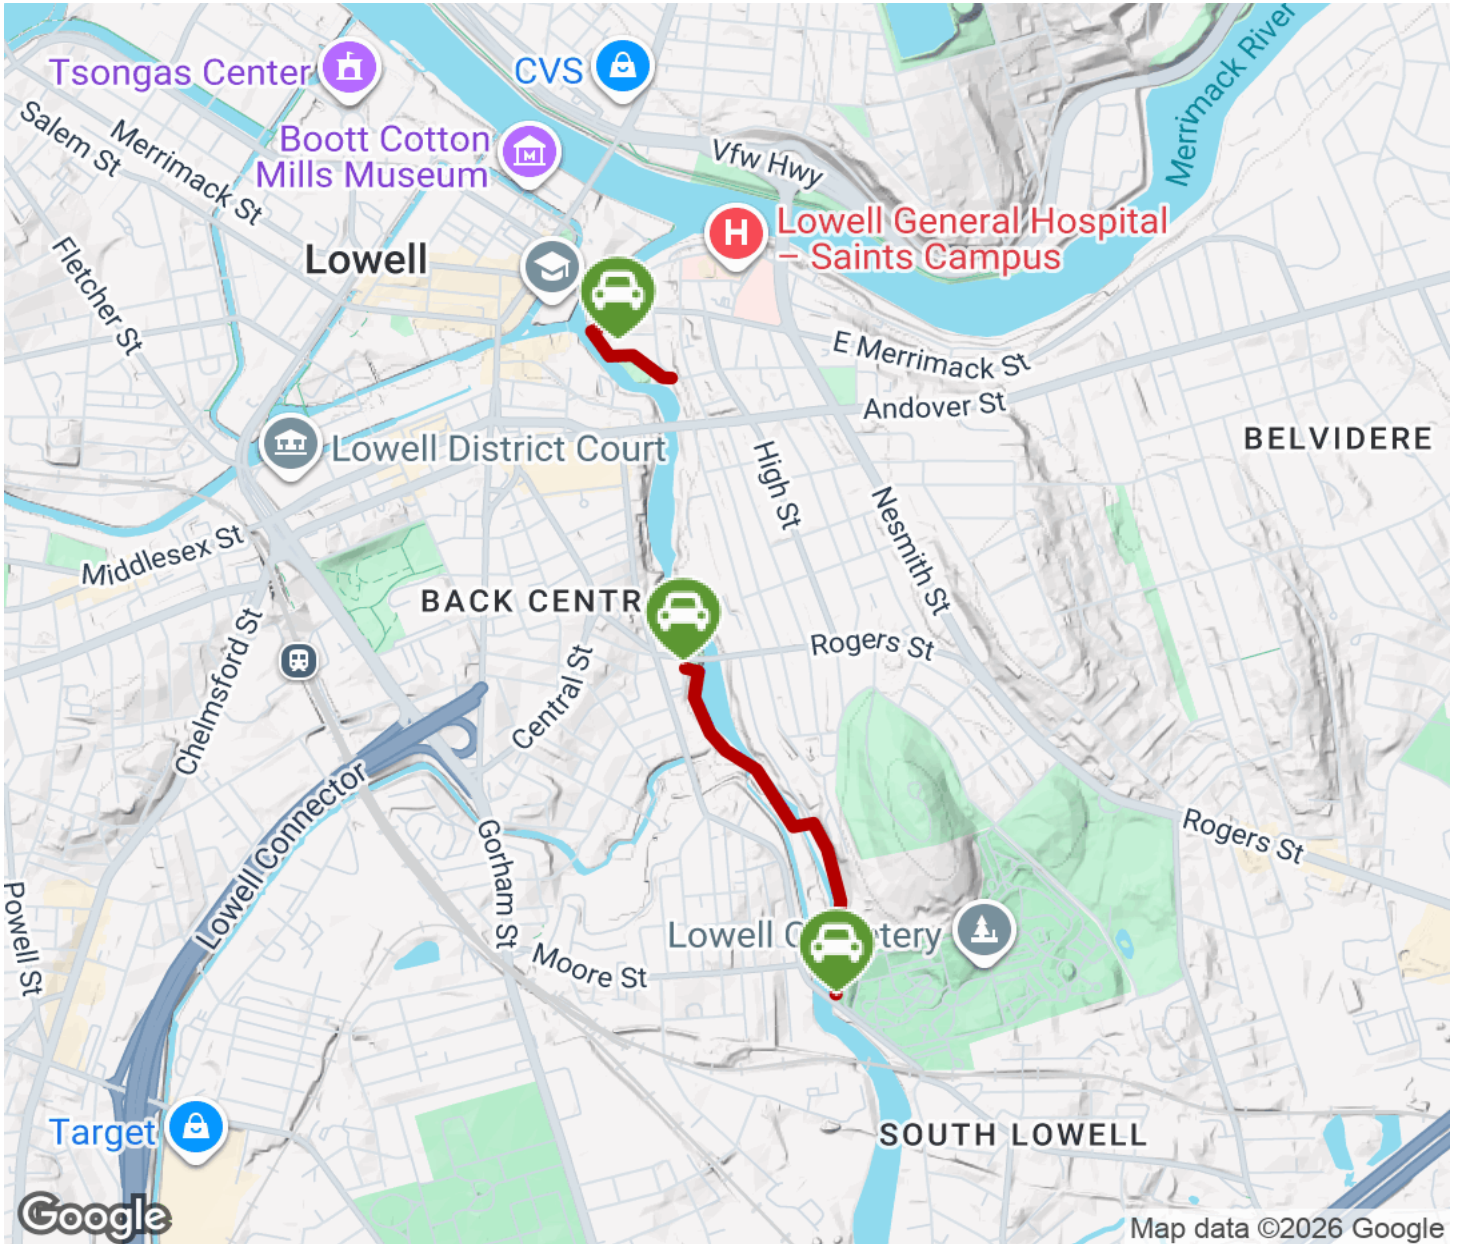 Tsongas Center
CVS
Merrimack River
Salem St
Merrimack St
Boott Cotton
Mills Museum
Vfw Hwy
Lowell General Hospital
– Saints Campus
H
M
Fletcher St
Lowell
E Merrimack St
Andover St
BELVIDERE
Lowell District Court
High St
Nesmith St
Middlesex St
BACK CENTR
Rogers St
Chelmsford St
Central St
Lowell Connector
Gorham St
Rogers St
Powell St
Lowell C
etery
Moore St
Target
SOUTH LOWELL
Google
Map data ©2026 Google